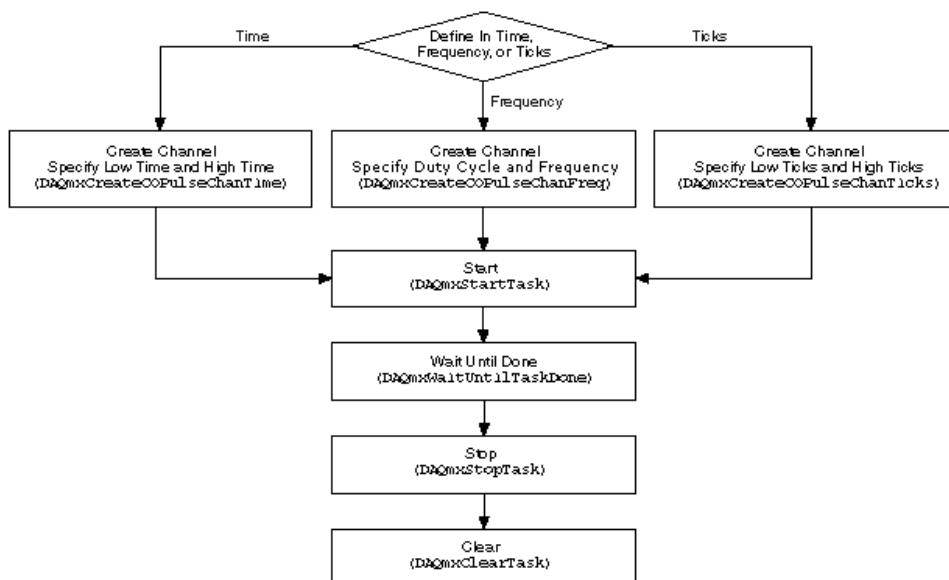 Define In Time,
Frequency, or Ticks
Time
Ticks
Frequency
Create Channel
Specify Low Time and High Time
(DAQmxCreateCOPulseChanTime)
Create Channel
Specify Duty Cycle and Frequency
(DAQmxCreateCOPulseChanFreq)
Create Channel
Specify Low Ticks and High Ticks
(DAQmxCreateCOPulseChanTicks)
Start
(DAQmxStartTask)
Wait Until Done
(DAQmxWaitUntilTaskDone)
Stop
(DAQmxStopTask)
Clear
(DAQmxClearTask)